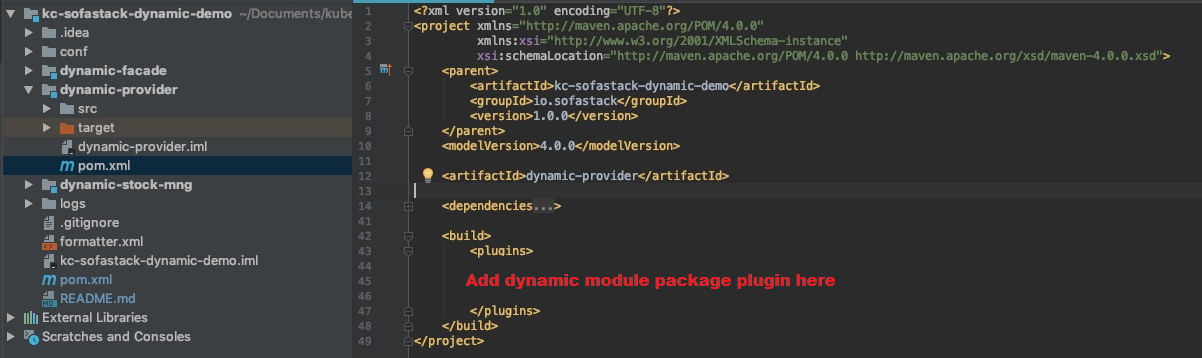 kc-sofastack-dynamic-demo ~/Documents/kube
.idea
conf
dynamic-facade
dynamic-provider
src
target
dynamic-provider.iml
pom.xml
dynamic-stock-mng
logs
.gitignore
formatter.xml
kc-sofastack-dynamic-demo.iml
pom.xml
README.md
External Libraries
Scratches and Consoles
1 <?xml version="1.0" encoding="UTF-8"?>
2 <project xmlns="http://maven.apache.org/POM/4.0.0"
3 xmlns:xsi="http://www.w3.org/2001/XMLSchema-instance"
4 xsi:schemaLocation="http://maven.apache.org/POM/4.0.0 http://maven.apache.org/xsd/maven-4.0.0.xsd">
5 <parent>
6 <artifactId>kc-sofastack-dynamic-demo</artifactId>
7 <groupId>io.sofastack</groupId>
8 <version>1.0.0</version>
9 </parent>
10 <modelVersion>4.0.0</modelVersion>
11
12 <artifactId>dynamic-provider</artifactId>
13
14 <dependencies...>
41
42 <build>
43 <plugins>
44
45 Add dynamic module package plugin here
46
47 </plugins>
48 </build>
49 </project>